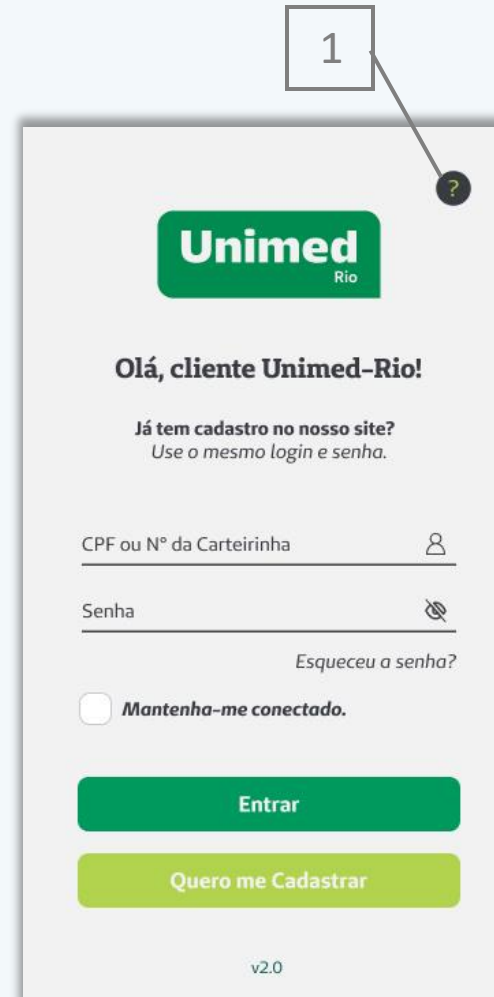 1
?
Unimed
Rio
Olá, cliente Unimed-Rio!
Já tem cadastro no nosso site?
Use o mesmo login e senha.
CPF ou N° da Carteirinha
Senha
Esqueceu a senha?
Mantenha-me conectado.
Entrar
Quero me Cadastrar
v2.0